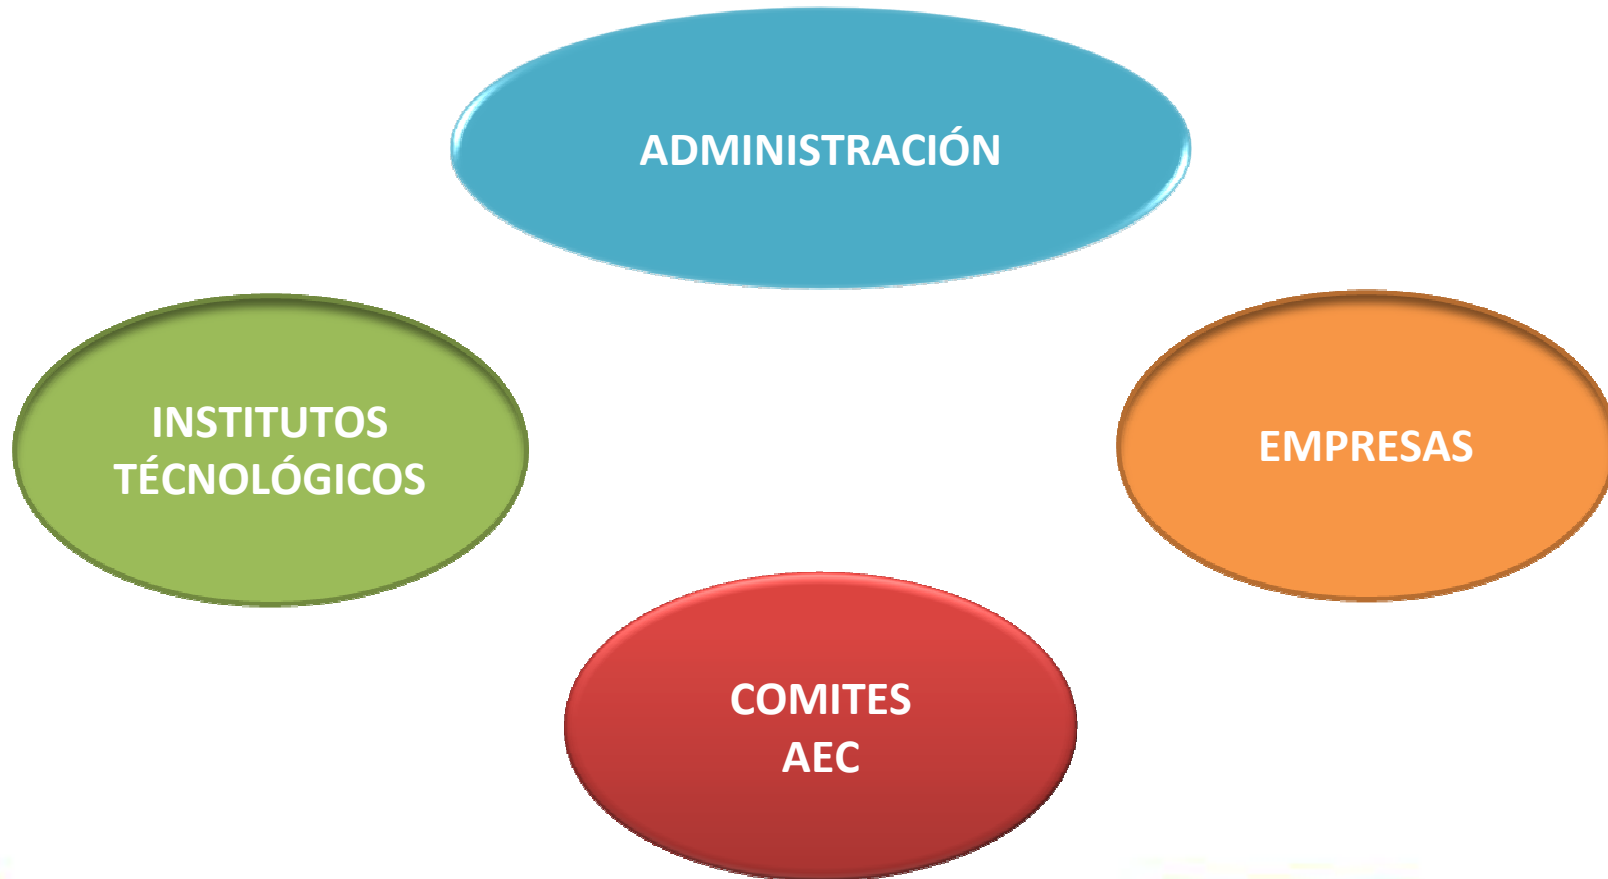 ADMINISTRACIÓN
INSTITUTOS
TÉCNOLÓGICOS
EMPRESAS
COMITES
AEC